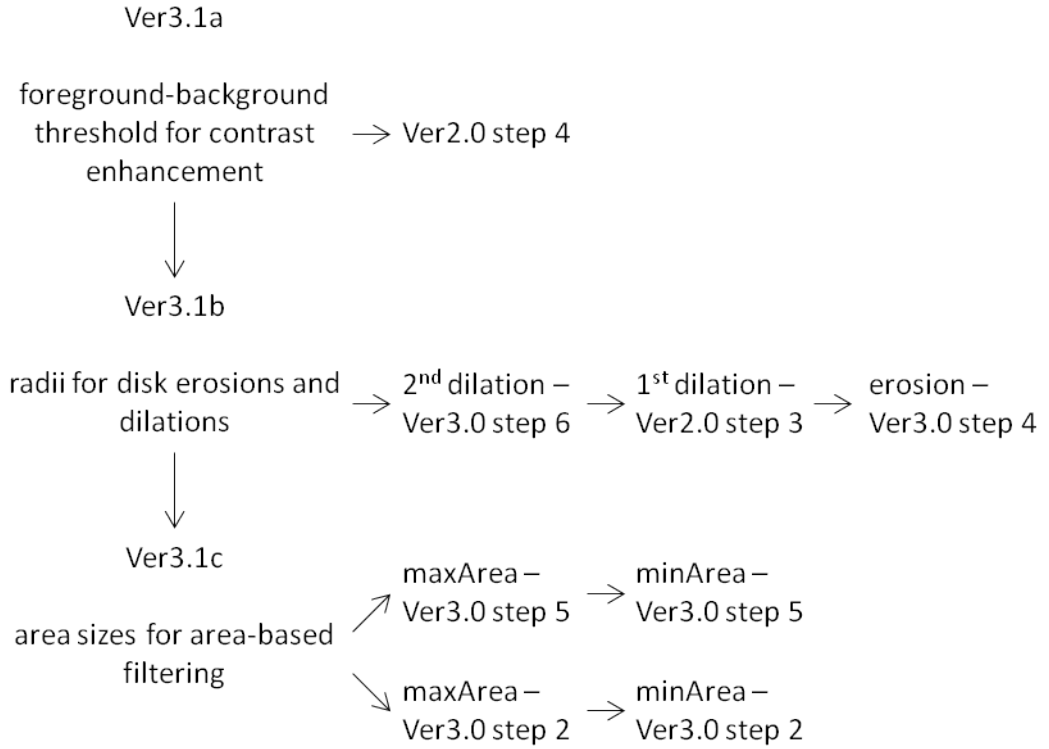 Ver3.1a
foreground-background
threshold for contrast
enhancement
Ver2.0 step 4
Ver3.1b
radii for disk erosions and
dilations
2nd dilation –
Ver3.0 step 6
1st dilation –
Ver2.0 step 3
erosion –
Ver3.0 step 4
Ver3.1c
area sizes for area-based
filtering
maxArea –
Ver3.0 step 5
minArea –
Ver3.0 step 5
maxArea –
Ver3.0 step 2
minArea –
Ver3.0 step 2